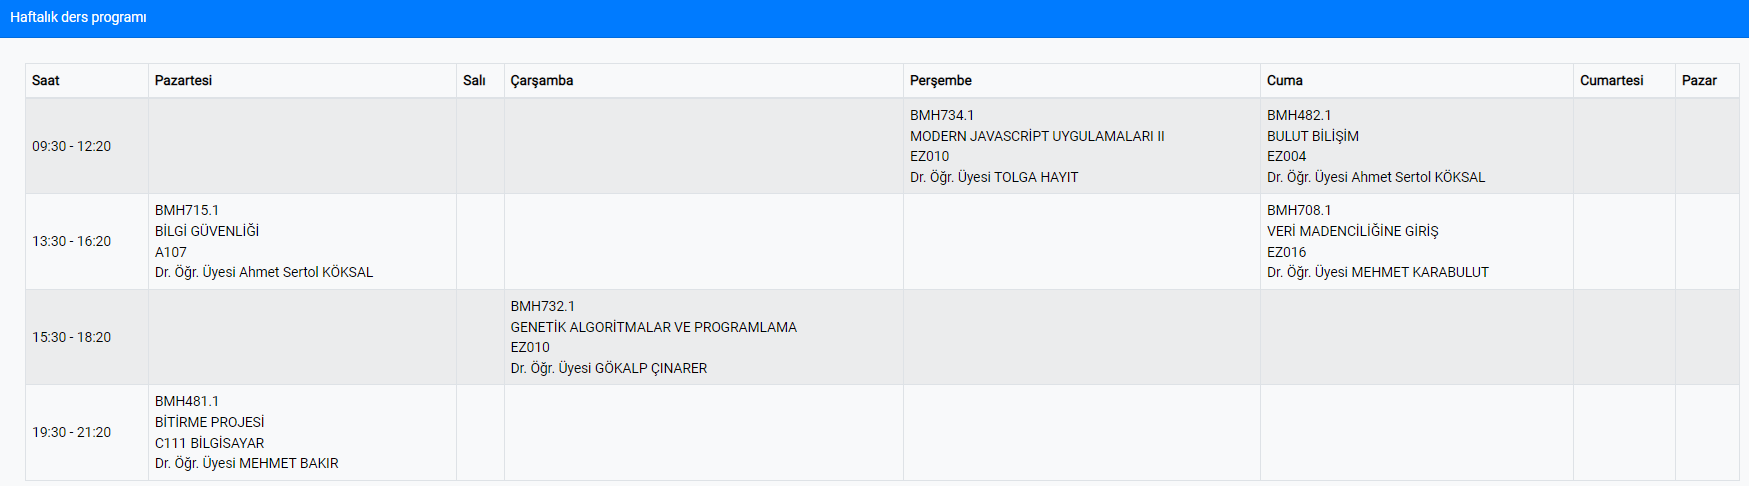 Haftalık ders programı
Saat Pazartesi Salı Çarşamba Perşembe Cuma Cumartesi Pazar
09:30 - 12:20
BMH734.1
MODERN JAVASCRİPT UYGULAMALARI II
EZ010
Dr. Öğr. Üyesi TOLGA HAYIT
BMH482.1
BULUT BİLİŞİM
EZ004
Dr. Öğr. Üyesi Ahmet Sertol KÖKSAL
13:30 - 16:20
BMH715.1
BİLGİ GÜVENLİĞİ
A107
Dr. Öğr. Üyesi Ahmet Sertol KÖKSAL
BMH708.1
VERİ MADENCİLİĞİNE GİRİŞ
EZ016
Dr. Öğr. Üyesi MEHMET KARABULUT
15:30 - 18:20
BMH732.1
GENETİK ALGORİTMALAR VE PROGRAMLAMA
EZ010
Dr. Öğr. Üyesi GÖKALP ÇINARER
19:30 - 21:20
BMH481.1
BİTİRME PROJESİ
C111 BİLGİSAYAR
Dr. Öğr. Üyesi MEHMET BAKIR